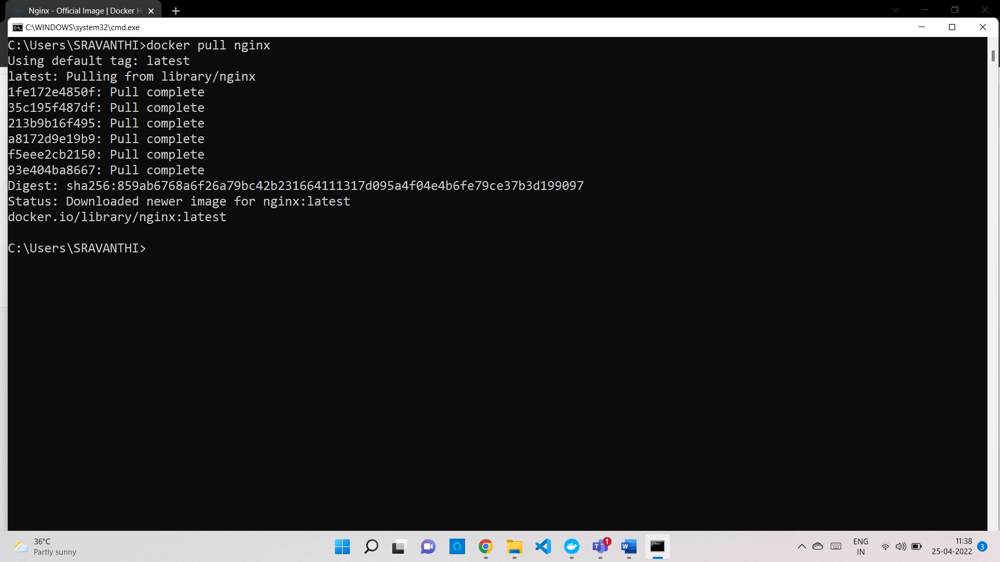 Nginx - Official Image | Docker H
C:\WINDOWS\system32\cmd.exe
C:\Users\SRAVANTHI>docker pull nginx
Using default tag: latest
latest: Pulling from library/nginx
1fe172e4850f: Pull complete
35c195f487df: Pull complete
213b9b16f495: Pull complete
a8172d9e19b9: Pull complete
f5eee2cb2150: Pull complete
93e404ba8667: Pull complete
Digest: sha256:859ab6768a6f26a79bc42b231664111317d095a4f04e4b6fe79ce37b3d199097
Status: Downloaded newer image for nginx:latest
docker.io/library/nginx:latest
C:\Users\SRAVANTHI>
36°C
Partly sunny
1
ENG
IN
11:38
25-04-2022
3